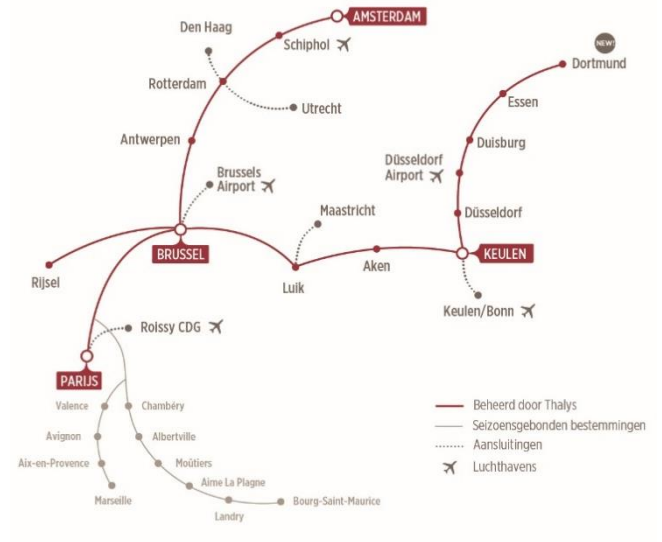 AMSTERDAM
Den Haag
Schiphol
NEW!
Dortmund
Rotterdam
Utrecht
Essen
Antwerpen
Duisburg
Düsseldorf
Airport
Brussels
Airport
Maastricht
Düsseldorf
BRUSSEL
KEULEN
Rijsel
Luik
Aken
Keulen/Bonn
Roissy CDG
PARIJS
Valence
Chambéry
Avignon
Albertville
Aix-en-Provence
Moûtiers
Marseille
Aime La Plagne
Landry
Bourg-Saint-Maurice
Beheerd door Thalys
Seizoensgebonden bestemmingen
Aansluitingen
Luchthavens